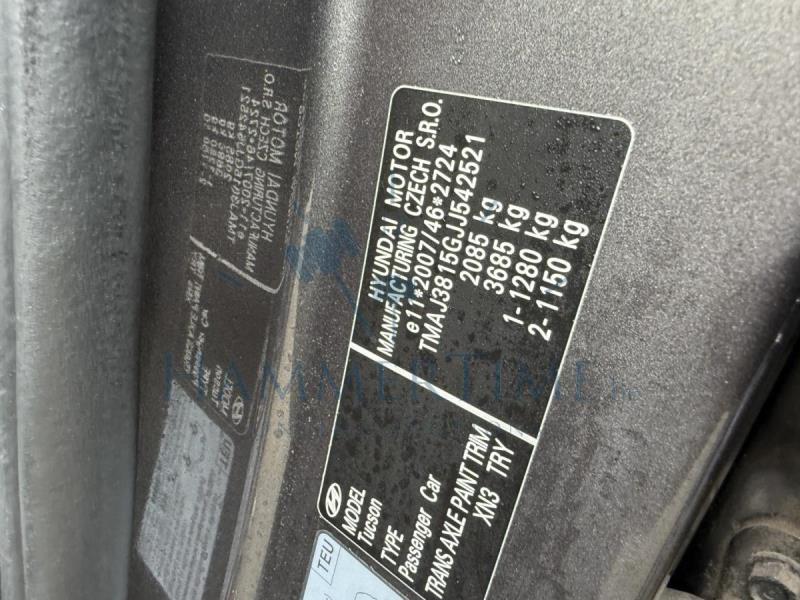 HYUNDAI MOTOR
MANUFACTURING CZECH S.R.O.
e11*2007/46*2724
TMAJ3815GJJ542521
2085 kg
3685 kg
1-1280 kg
2-1150 kg
MODEL
Tucson
TYPE
Passenger Car
TRANS AXLE PAINT TRIM
XN3 TRY
TEU
HAMMERTIME